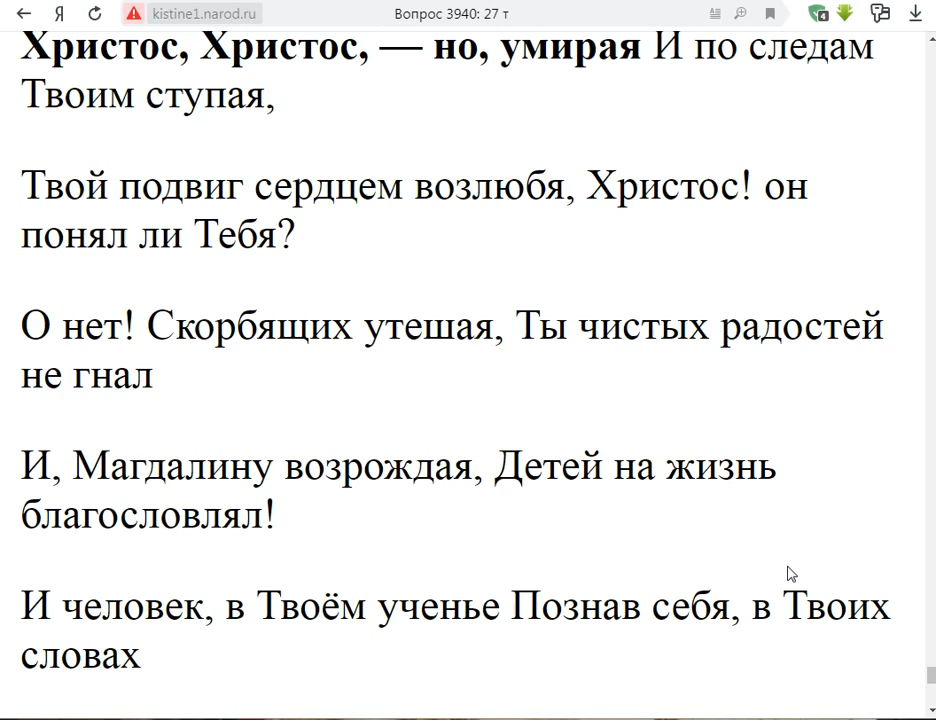 kistine1.narod.ru
Вопрос 3940: 27 т
4
Христос, Христос, — но, умирая И по следам
Твоим ступая,
Твой подвиг сердцем возлюбя, Христос! он
понял ли Тебя?
О нет! Скорбящих утешая, Ты чистых радостей
не гнал
И, Магдалину возрождая, Детей на жизнь
благословлял!
И человек, в Твоём ученье Познав себя, в Твоих
словах